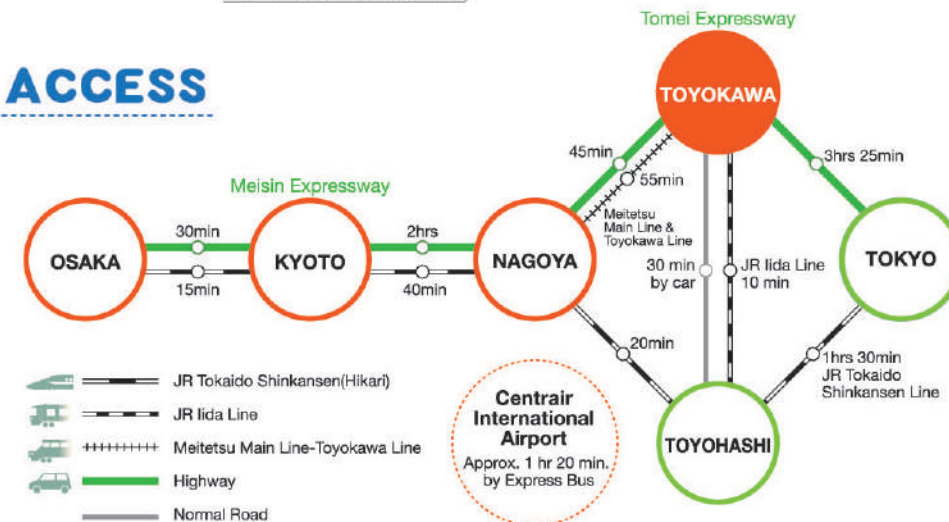 Tomei Expressway
ACCESS
TOYOKAWA
45min
3hrs 25min
55min
Meisin Expressway
Meitetsu
Main Line &
Toyokawa Line
30min
2hrs
OSAKA
KYOTO
NAGOYA
TOKYO
30 min
by car
JR Iida Line
10 min
15min
40min
20min
1hrs 30min
JR Tokaido
Shinkansen Line
JR Tokaido Shinkansen(Hikari)
JR Iida Line
Meitetsu Main Line-Toyokawa Line
Highway
Normal Road
Centrair
International
Airport
Approx. 1 hr 20 min.
by Express Bus
TOYOHASHI